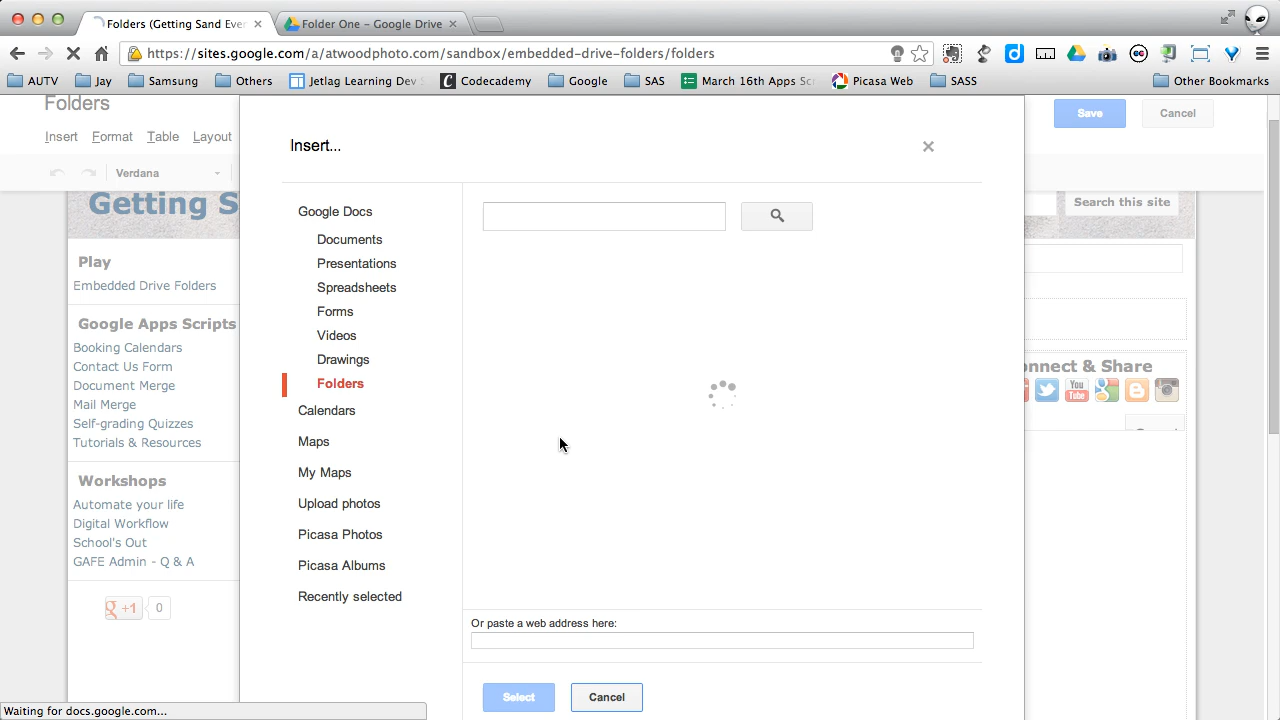 Folders (Getting Sand Ever
Folder One – Google Drive
https://sites.google.com/a/atwoodphoto.com/sandbox/embedded-drive-folders/folders
AUTV
Jay
Samsung
Others
Jetlag Learning Dev S
Codecademy
Google
SAS
March 16th Apps Sc
Picasa Web
SASS
Other Bookmarks
Folders
Save
Cancel
Insert
Format
Table
Layout
Verdana
Getting S
Search this site
Play
Embedded Drive Folders
Google Apps Scripts
Booking Calendars
Contact Us Form
Document Merge
Mail Merge
Self-grading Quizzes
Tutorials & Resources
Workshops
Automate your life
Digital Workflow
School's Out
GAFE Admin - Q & A
g +1
0
Insert...
Google Docs
Documents
Presentations
Spreadsheets
Forms
Videos
Drawings
Folders
Calendars
Maps
My Maps
Upload photos
Picasa Photos
Picasa Albums
Recently selected
Or paste a web address here:
Select
Cancel
onnect & Share
You
Tube
Waiting for docs.google.com...